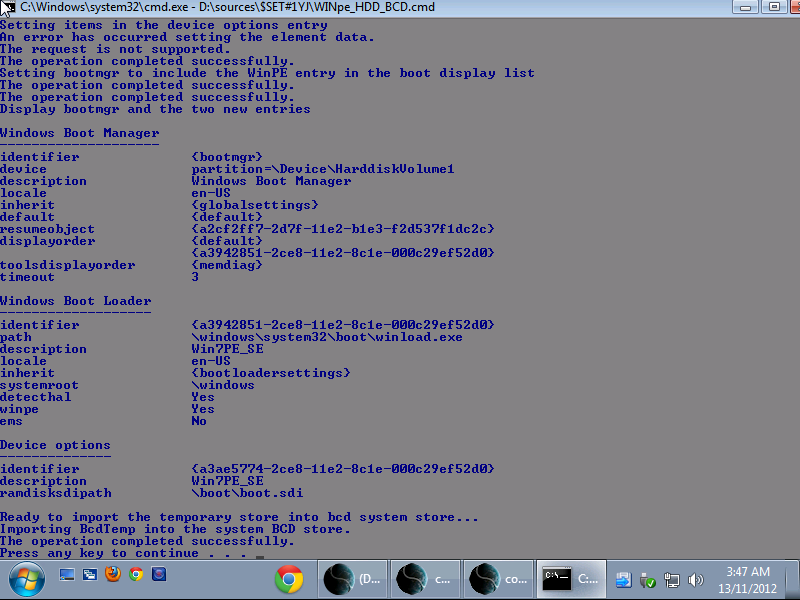 C:\Windows\system32\cmd.exe - D:\sources\$SET#1YJ\WINpe_HDD_BCD.cmd
Setting items in the device options entry
An error has occurred setting the element data.
The request is not supported.
The operation completed successfully.
Setting bootmgr to include the WinPE entry in the boot display list
The operation completed successfully.
The operation completed successfully.
Display bootmgr and the two new entries
Windows Boot Manager
--------------------
identifier {bootmgr}
device partition=\Device\HarddiskVolume1
description Windows Boot Manager
locale en-US
inherit {globalsettings}
default {default}
resumeobject {a2cf2ff7-2d7f-11e2-b1e3-f2d537f1dc2c}
displayorder {default}
{a3942851-2ce8-11e2-8c1e-000c29ef52d0}
toolsdisplayorder {memdiag}
timeout 3
Windows Boot Loader
-------------------
identifier {a3942851-2ce8-11e2-8c1e-000c29ef52d0}
path \windows\system32\boot\winload.exe
description Win7PE_SE
locale en-US
inherit {bootloadersettings}
systemroot \windows
detecthal Yes
winpe Yes
ems No
Device options
--------------
identifier {a3ae5774-2ce8-11e2-8c1e-000c29ef52d0}
description Win7PE_SE
ramdisksdipath \boot\boot.sdi
Ready to import the temporary store into bcd system store...
Importing BcdTemp into the system BCD store.
The operation completed successfully.
Press any key to continue . . . _
(D... c... co... C:\- C:... 3:47 AM
13/11/2012